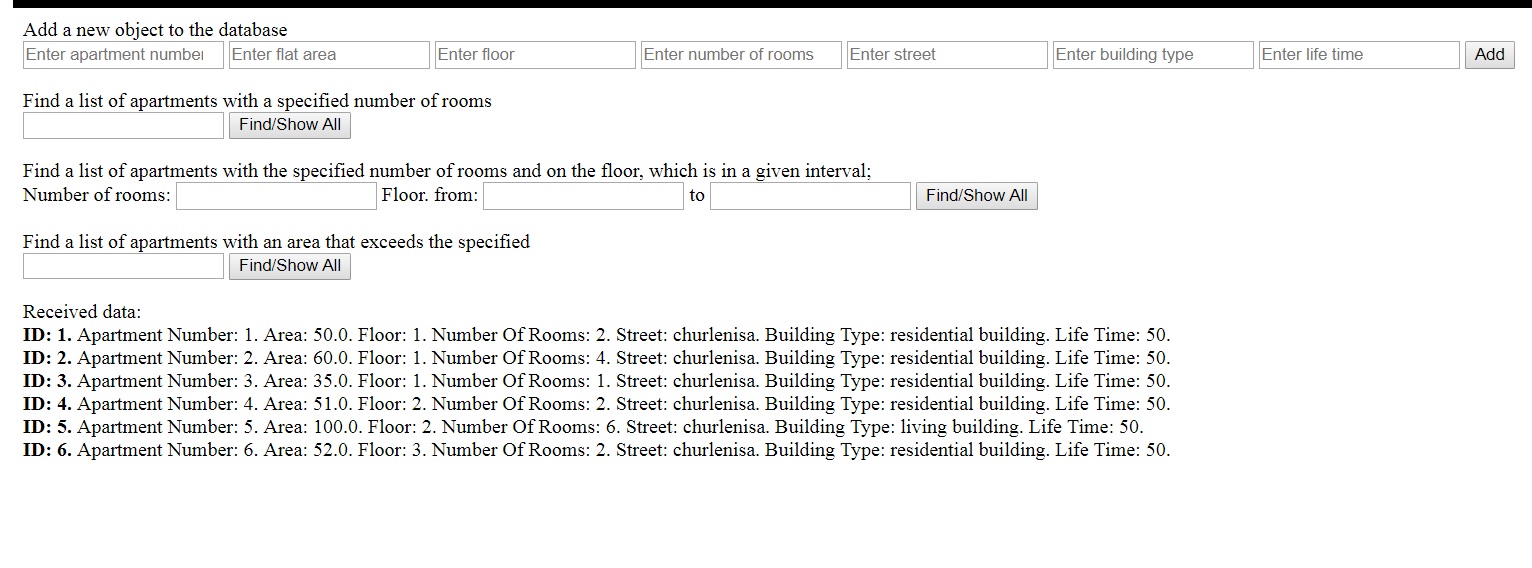 Add a new object to the database
Enter apartment number Enter flat area Enter floor Enter number of rooms Enter street Enter building type Enter life time Add
Find a list of apartments with a specified number of rooms
Find/Show All
Find a list of apartments with the specified number of rooms and on the floor, which is in a given interval;
Number of rooms: Floor. from: to Find/Show All
Find a list of apartments with an area that exceeds the specified
Find/Show All
Received data:
ID: 1. Apartment Number: 1. Area: 50.0. Floor: 1. Number Of Rooms: 2. Street: churlenisa. Building Type: residential building. Life Time: 50.
ID: 2. Apartment Number: 2. Area: 60.0. Floor: 1. Number Of Rooms: 4. Street: churlenisa. Building Type: residential building. Life Time: 50.
ID: 3. Apartment Number: 3. Area: 35.0. Floor: 1. Number Of Rooms: 1. Street: churlenisa. Building Type: residential building. Life Time: 50.
ID: 4. Apartment Number: 4. Area: 51.0. Floor: 2. Number Of Rooms: 2. Street: churlenisa. Building Type: residential building. Life Time: 50.
ID: 5. Apartment Number: 5. Area: 100.0. Floor: 2. Number Of Rooms: 6. Street: churlenisa. Building Type: living building. Life Time: 50.
ID: 6. Apartment Number: 6. Area: 52.0. Floor: 3. Number Of Rooms: 2. Street: churlenisa. Building Type: residential building. Life Time: 50.